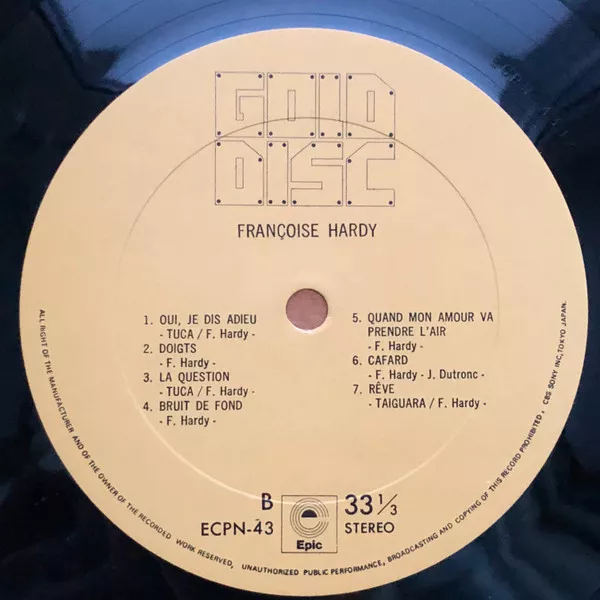 GOLD
DISC
FRANÇOISE HARDY
1. OUI, JE DIS ADIEU
- TUCA / F. Hardy -
2. DOIGTS
- F. Hardy -
3. LA QUESTION
- TUCA / F. Hardy -
4. BRUIT DE FOND
- F. Hardy -
5. QUAND MON AMOUR VA
PRENDRE L'AIR
- F. Hardy -
6. CAFARD
- F. Hardy - J. Dutronc -
7. RÊVE
- TAIGUARA / F. Hardy -
B
ECPN-43
Epic
33 1/3
STEREO
ALL RIGHT OF THE MANUFACTURER AND OF THE OWNER OF THE RECORDED WORK RESERVED, UNAUTHORIZED PUBLIC PERFORMANCE, BROADCASTING AND COPYING OF THIS RECORD PROHIBITED, CBS SONY INC, TOKYO JAPAN.